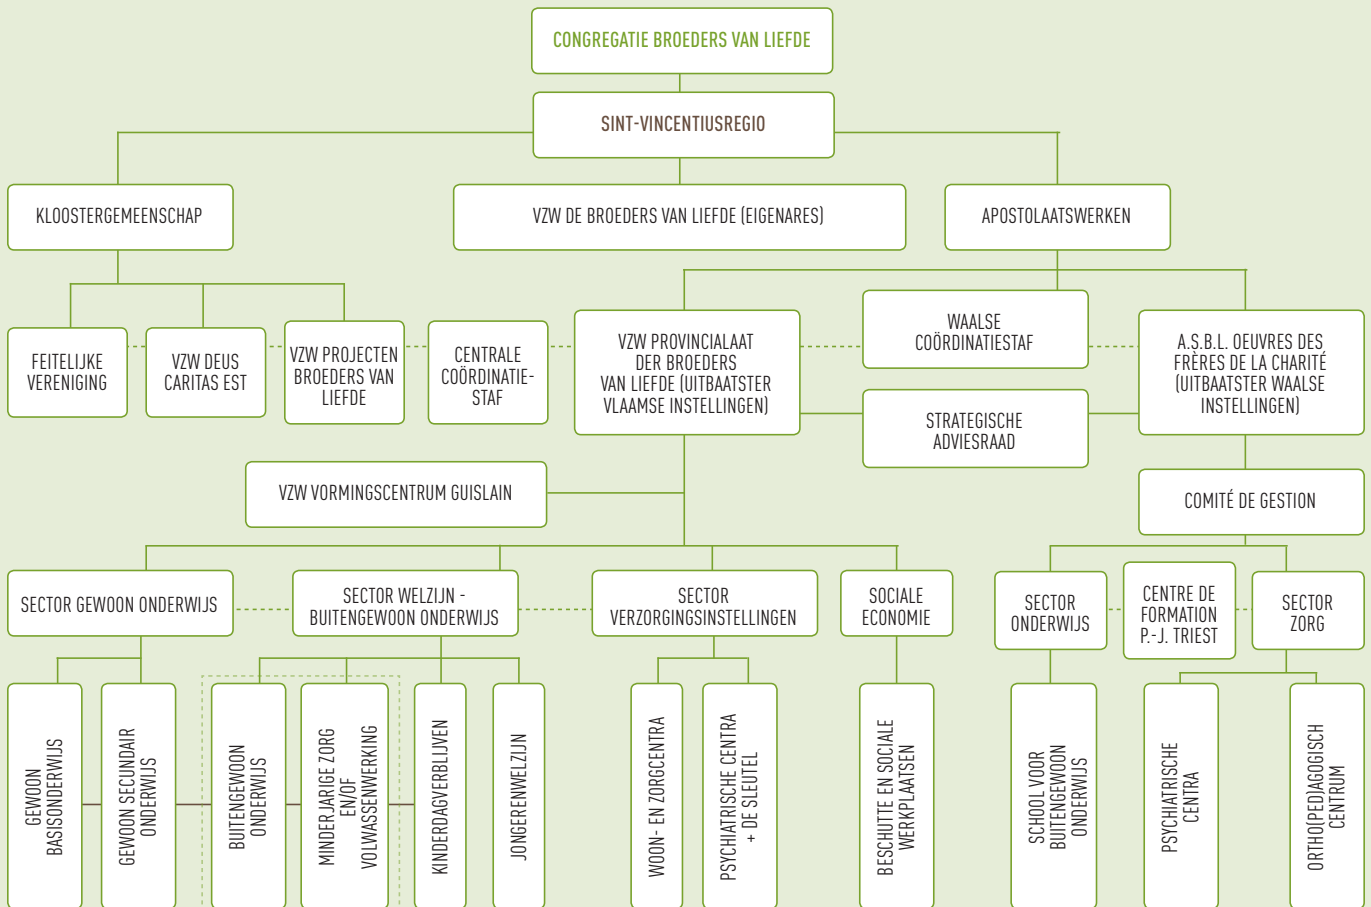 CONGREGATIE BROEDERS VAN LIEFDE
SINT-VINCENTIUSREGIO
KLOOSTERGEMEENSCHAP
VZW DE BROEDERS VAN LIEFDE (EIGENARES)
APOSTOLAATSWERKEN
FEITELIJKE
VERENIGING
VZW DEUS
CARITAS EST
VZW PROJECTEN
BROEDERS VAN
LIEFDE
CENTRALE
COÖRDINATIE-
STAF
VZW PROVINCIALAAT
DER BROEDERS
VAN LIEFDE (UITBAATSTER
VLAAMSE INSTELLINGEN)
WAALSE
COÖRDINATIESTAF
A.S.B.L. OEUVRES DES
FRÈRES DE LA CHARITÉ
(UITBAATSTER WAALSE
INSTELLINGEN)
STRATEGISCHE
ADVIESRAAD
VZW VORMINGSCENTRUM GUISLAIN
COMITÉ DE GESTION
SECTOR GEWOON ONDERWIJS
SECTOR WELZIJN -
BUITENGEWOON ONDERWIJS
SECTOR
VERZORGINGSINSTELLINGEN
SOCIALE
ECONOMIE
SECTOR
ONDERWIJS
CENTRE DE
FORMATION
P.-J. TRIEST
SECTOR
ZORG
GEWOON
BASISONDERWIJS
GEWOON SECUNDAIR
ONDERWIJS
BUITENGEWOON
ONDERWIJS
MINDERJARIGE ZORG
EN/OF
VOLWASSENWERKING
KINDERDAGVERBLIJVEN
JONGERENWELZIJN
WOON- EN ZORGCENTRA
PSYCHIATRISCHE CENTRA
+ DE SLEUTEL
BESCHUTTE EN SOCIALE
WERKPLAATSEN
SCHOOL VOOR
BUITENGEWOON
ONDERWIJS
PSYCHIATRISCHE
CENTRA
ORTHO(PED)AGOGISCH
CENTRUM